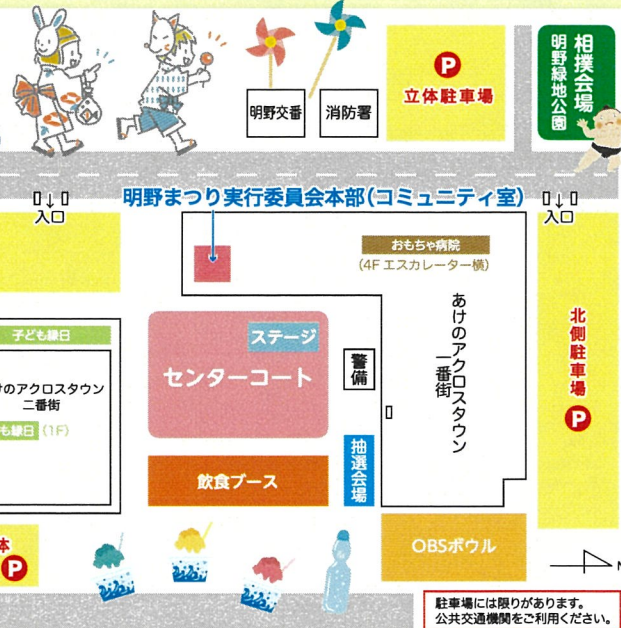 明野交番
消防署
P
立体駐車場
相撲会場
明野緑地公園
入口
明野まつり実行委員会本部(コミュニティ室)
入口
おもちゃ病院
(4F エスカレーター横)
子ども縁日
ステージ
センターコート
警備
あけのアクロスタウン
一番街
北側駐車場
P
けのアクロスタウン
二番街
も縁日 (1F)
抽選会場
飲食ブース
OBSボウル
体
P
N
駐車場には限りがあります。
公共交通機関をご利用ください。